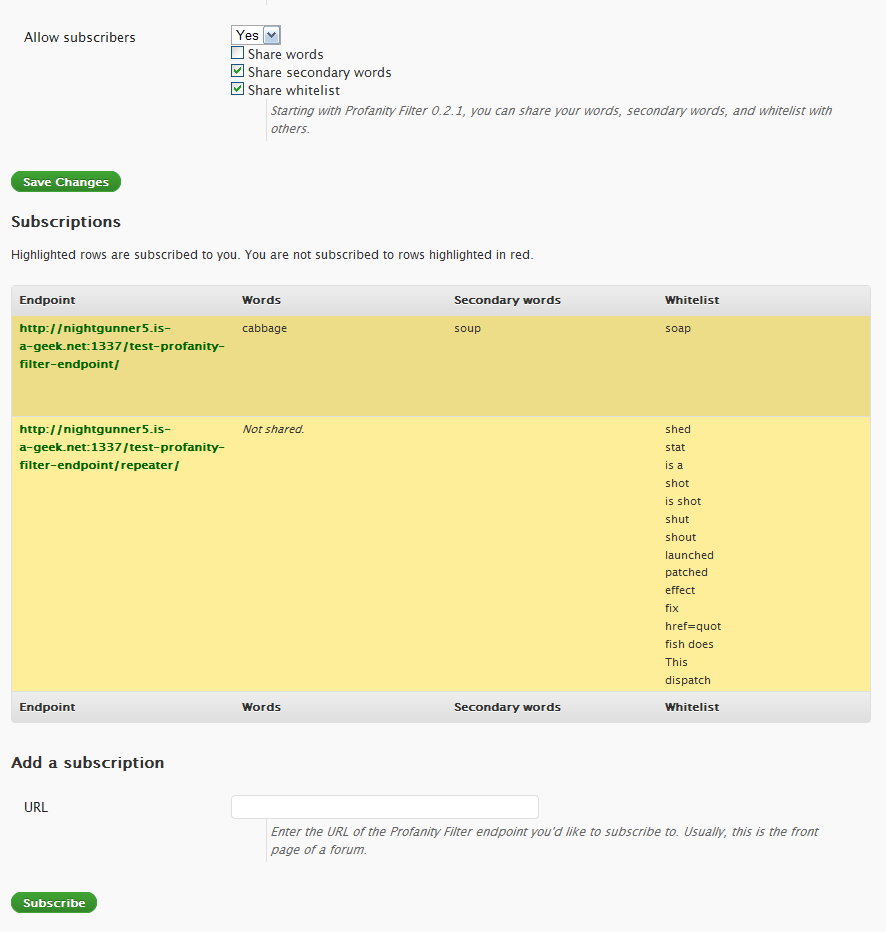 Allow subscribers
Yes
Share words
Share secondary words
Share whitelist
Starting with Profanity Filter 0.2.1, you can share your words, secondary words, and whitelist with
others.
Save Changes
Subscriptions
Highlighted rows are subscribed to you. You are not subscribed to rows highlighted in red.
Endpoint Words Secondary words Whitelist
http://nightgunner5.is- cabbage soup soap
a-geek.net:1337/test-profanity-
filter-endpoint/
http://nightgunner5.is- Not shared. shed
a-geek.net:1337/test-profanity- stat
filter-endpoint/repeater/ is a
shot
is shot
shut
shout
launched
patched
effect
fix
href=quot
fish does
This
dispatch
Endpoint Words Secondary words Whitelist
Add a subscription
URL
Enter the URL of the Profanity Filter endpoint you'd like to subscribe to. Usually, this is the front
page of a forum.
Subscribe